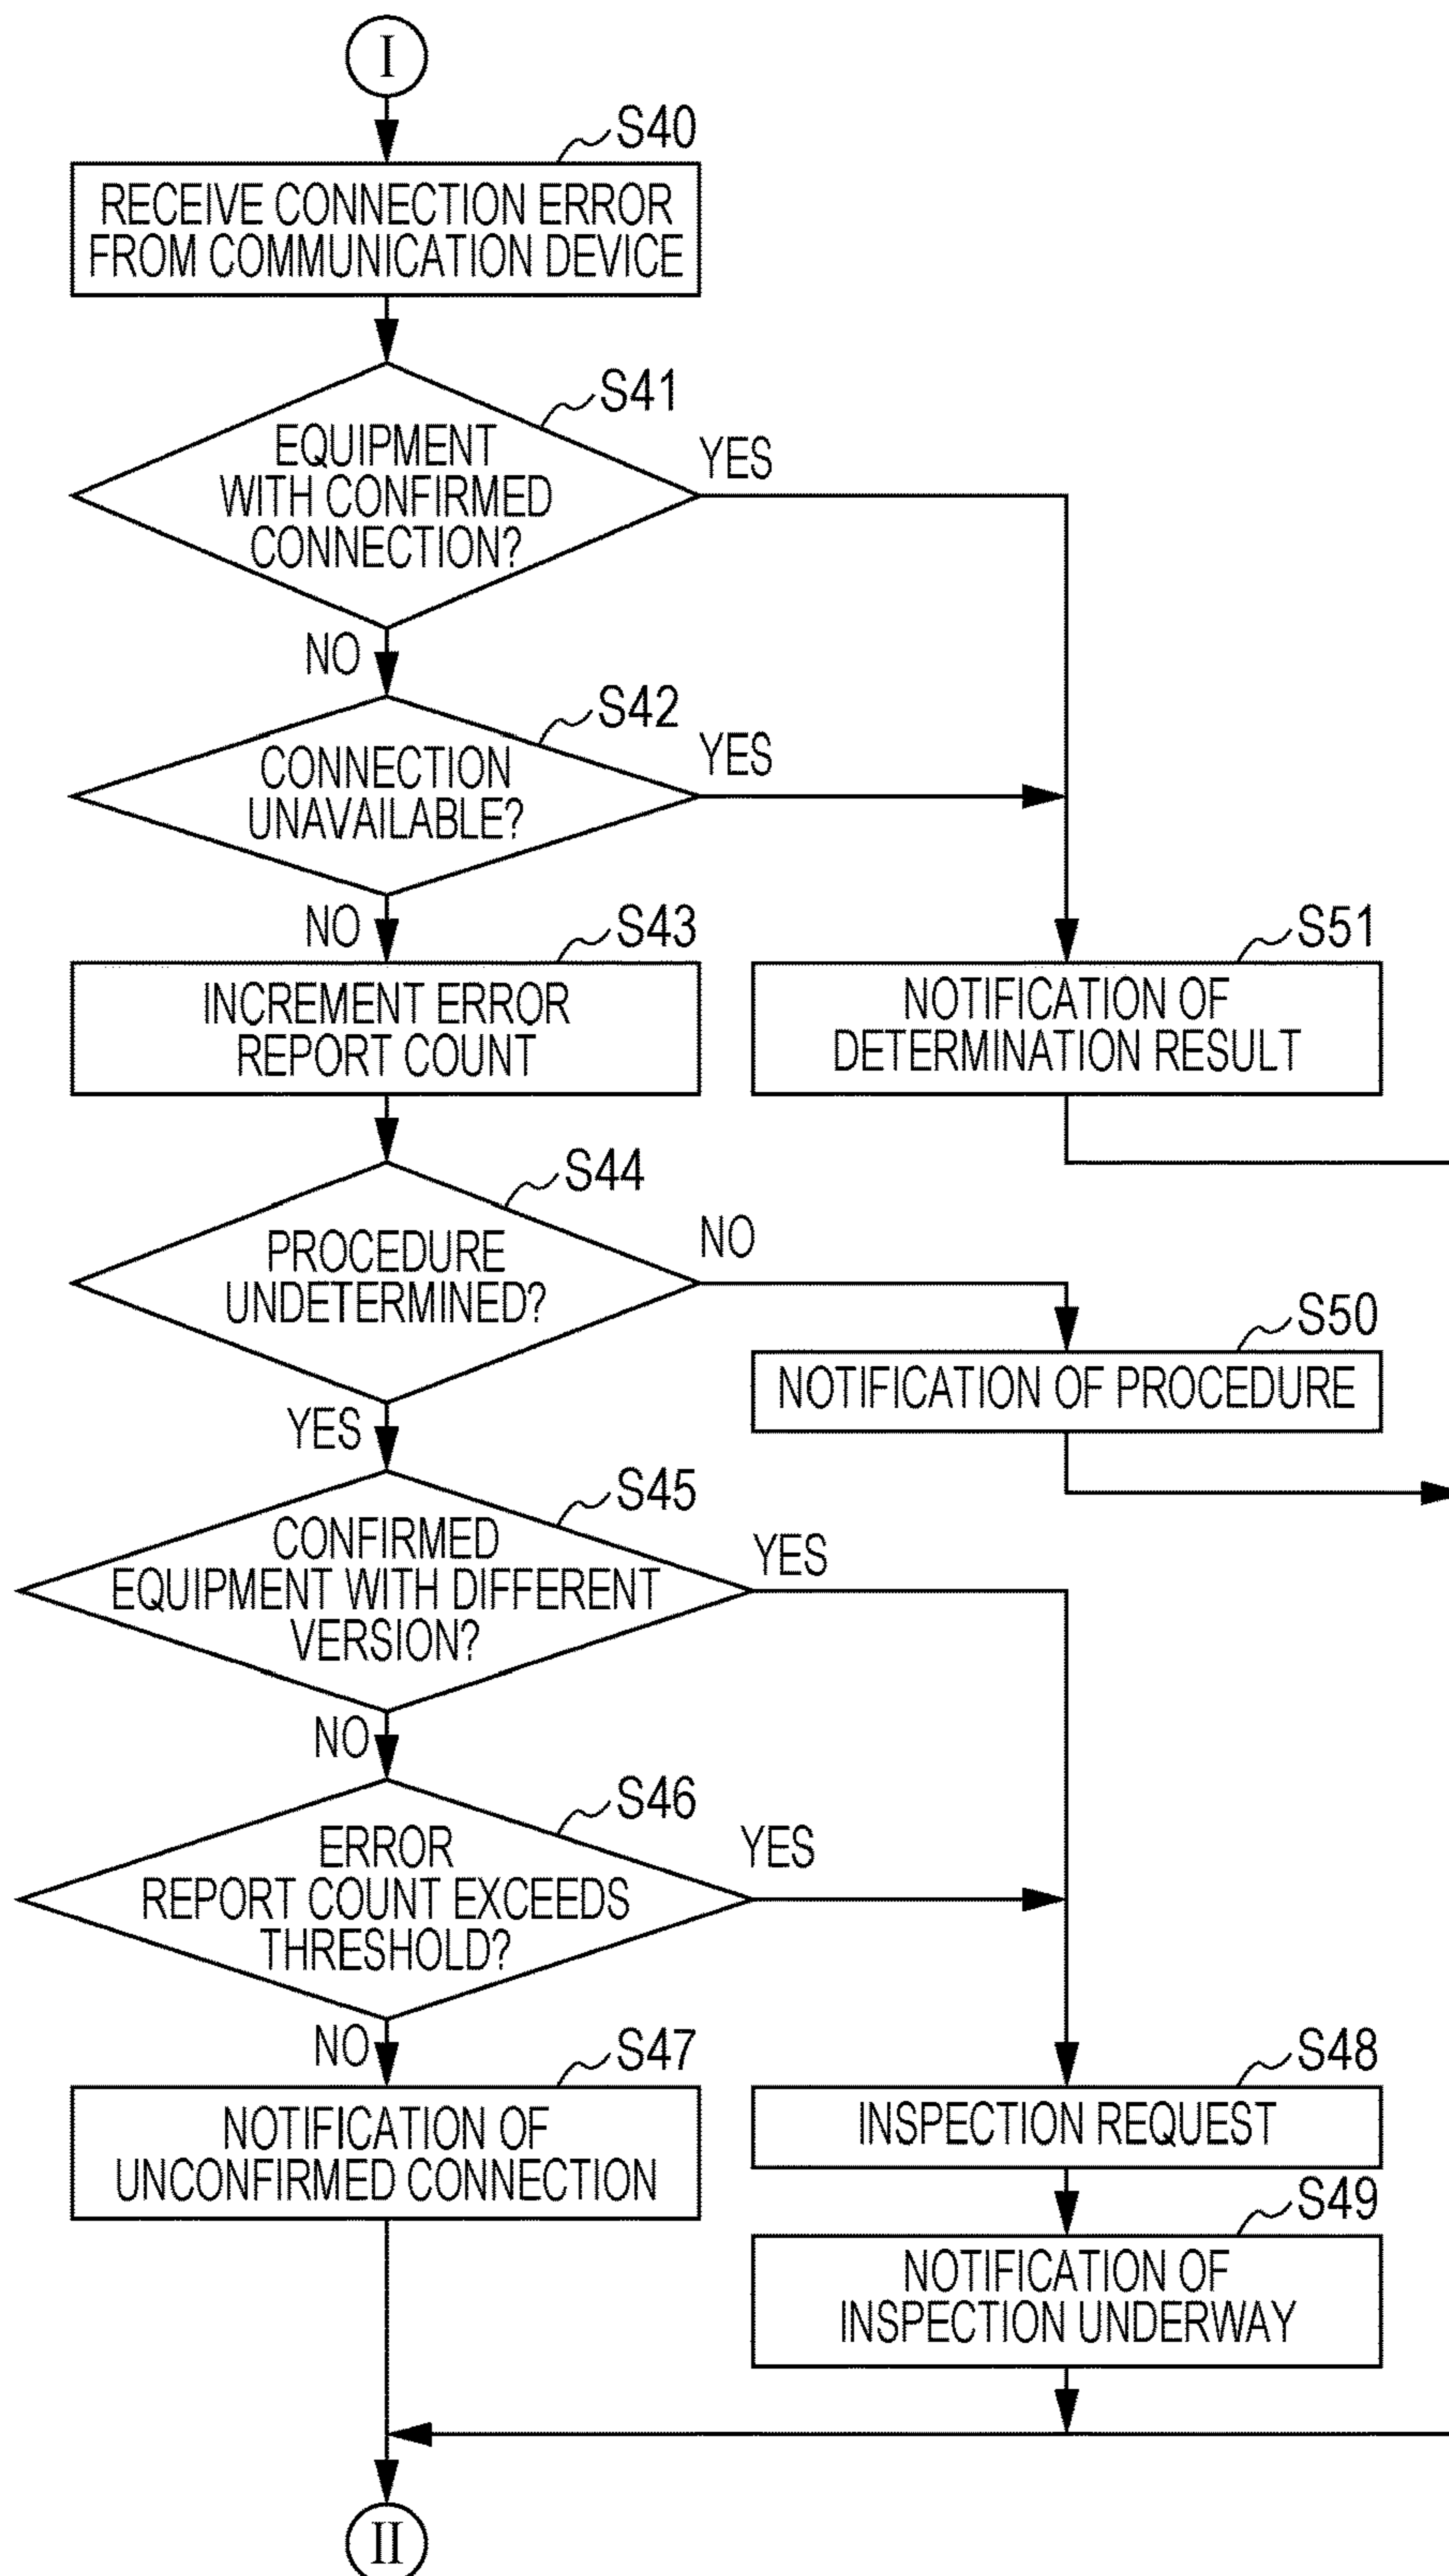 I
S40
RECEIVE CONNECTION ERROR
FROM COMMUNICATION DEVICE
S41
EQUIPMENT
WITH CONFIRMED
CONNECTION?
YES
NO
S42
CONNECTION
UNAVAILABLE?
YES
NO
S43
INCREMENT ERROR
REPORT COUNT
S51
NOTIFICATION OF
DETERMINATION RESULT
S44
PROCEDURE
UNDETERMINED?
NO
YES
S50
NOTIFICATION OF PROCEDURE
S45
CONFIRMED
EQUIPMENT WITH DIFFERENT
VERSION?
YES
NO
S46
ERROR
REPORT COUNT EXCEEDS
THRESHOLD?
YES
NO
S47
NOTIFICATION OF
UNCONFIRMED CONNECTION
S48
INSPECTION REQUEST
S49
NOTIFICATION OF
INSPECTION UNDERWAY
II